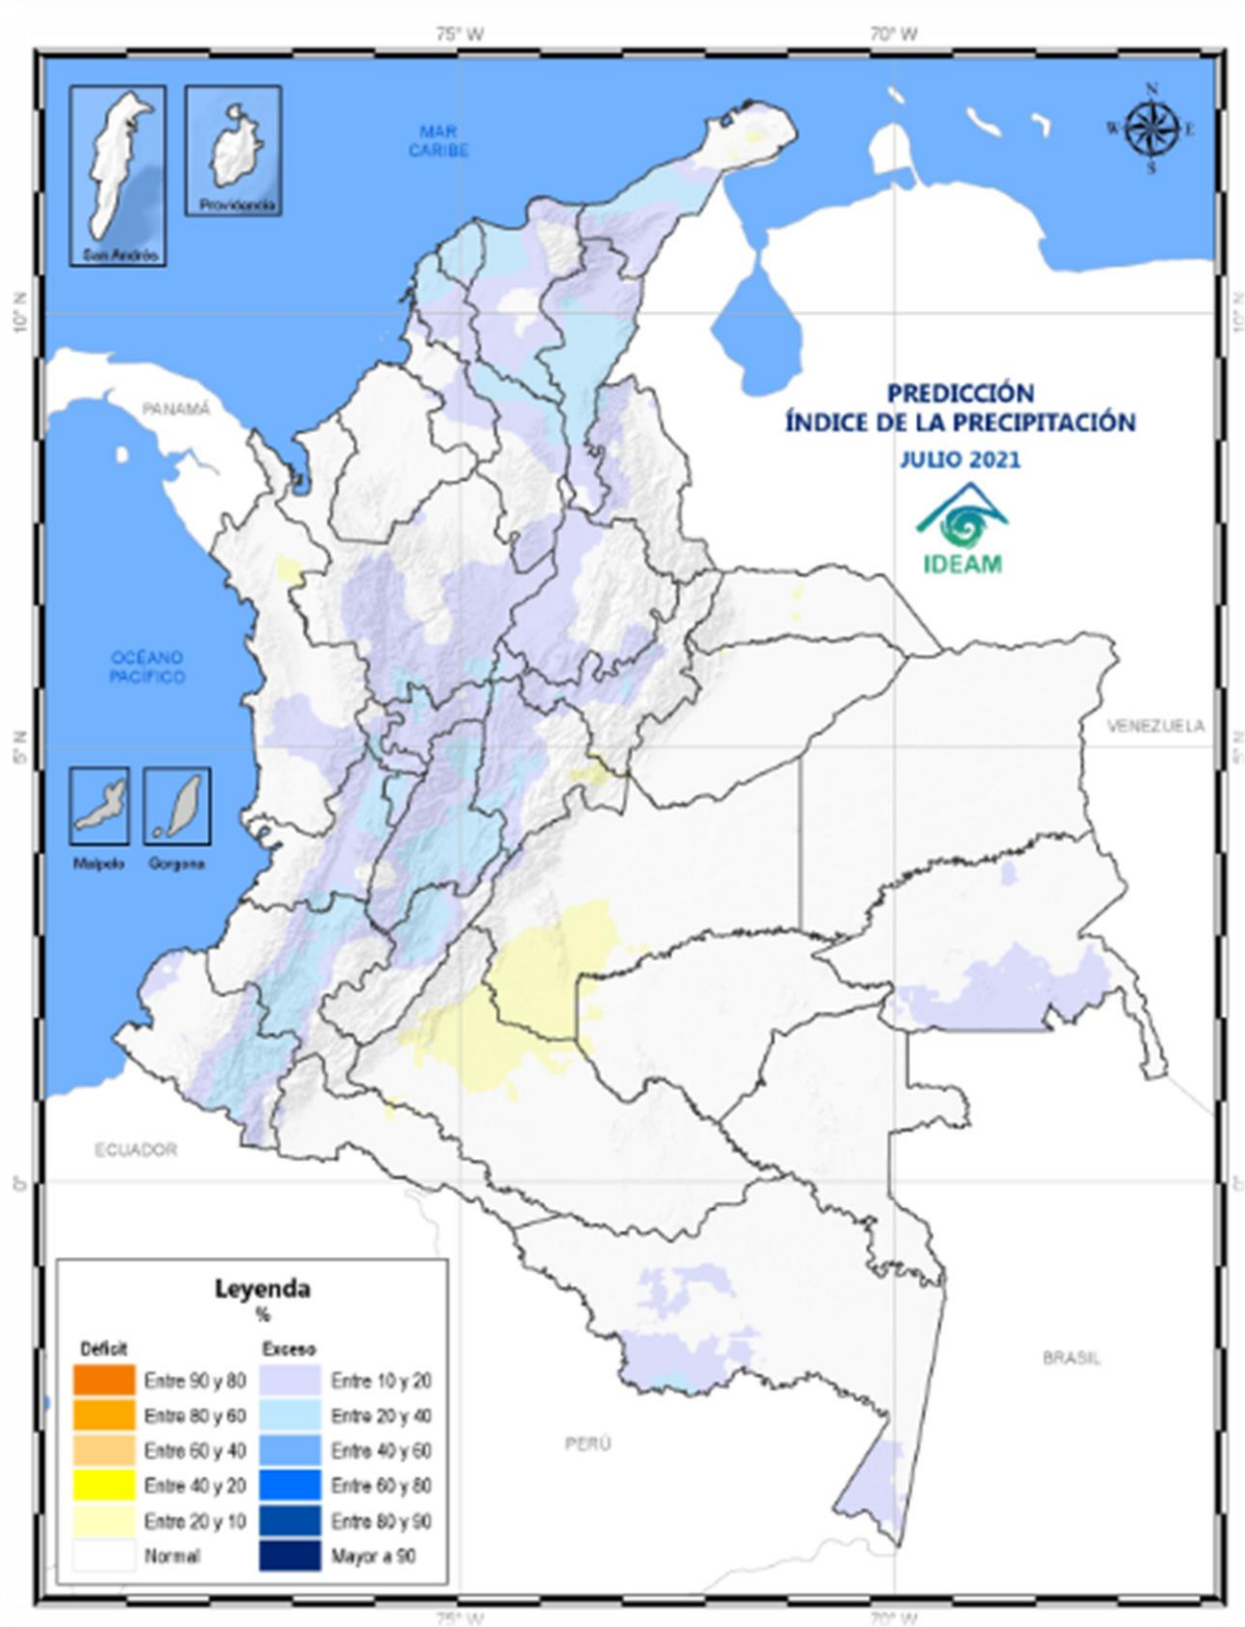 75° W
70° W
MAR
CARIBE
N
W
E
S
San Andrés
Providencia
10° N
10° N
PANAMÁ
PREDICCIÓN
ÍNDICE DE LA PRECIPITACIÓN
JULIO 2021
IDEAM
OCÉANO
PACÍFICO
VENEZUELA
5° N
5° N
Malpelo
Gorgona
ECUADOR
0°
0°
Leyenda
%
Déficit
Exceso
Entre 90 y 80
Entre 10 y 20
Entre 80 y 60
Entre 20 y 40
Entre 60 y 40
Entre 40 y 60
Entre 40 y 20
Entre 60 y 80
Entre 20 y 10
Entre 80 y 90
Normal
Mayor a 90
BRASIL
PERÚ
75° W
70° W